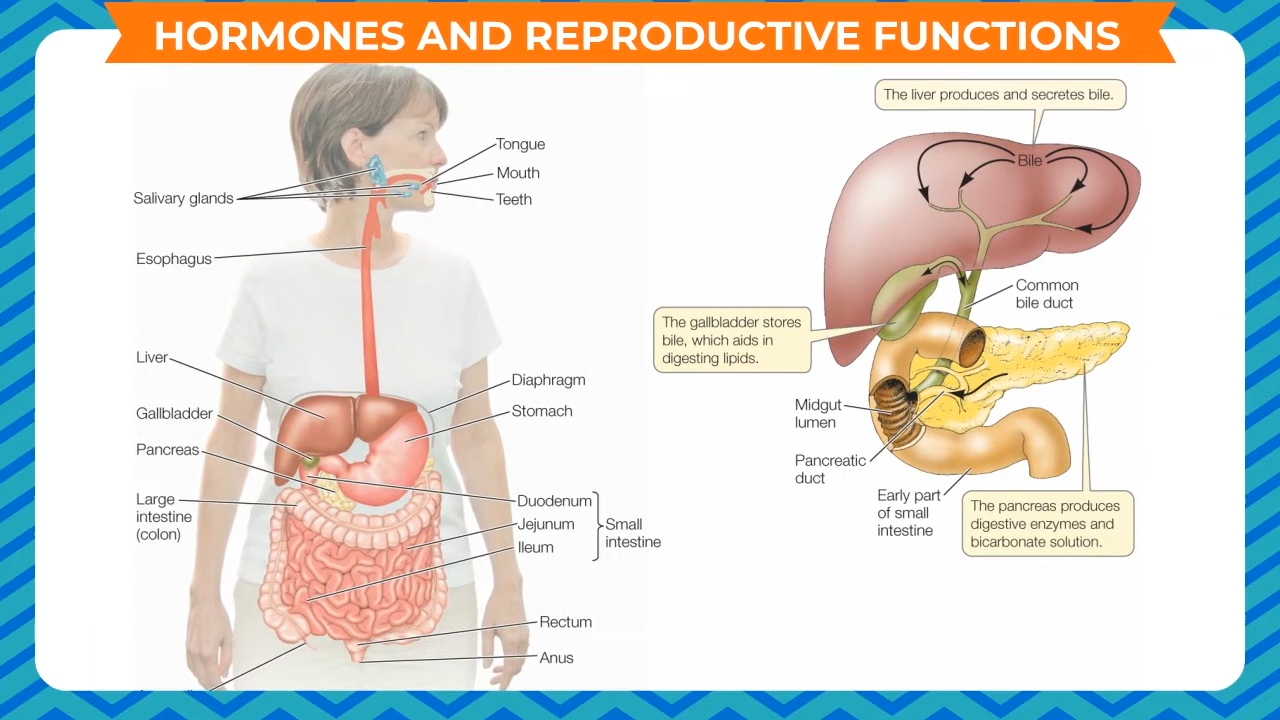 HORMONES AND REPRODUCTIVE FUNCTIONS
Tongue
Mouth
Teeth
Salivary glands
Esophagus
Liver
Gallbladder
Pancreas
Large
intestine
(colon)
Diaphragm
Stomach
Duodenum
Jejunum
Ileum
Small
intestine
Rectum
Anus
The liver produces and secretes bile.
Bile
Common
bile duct
The gallbladder stores
bile, which aids in
digesting lipids.
Midgut
lumen
Pancreatic
duct
Early part
of small
intestine
The pancreas produces
digestive enzymes and
bicarbonate solution.